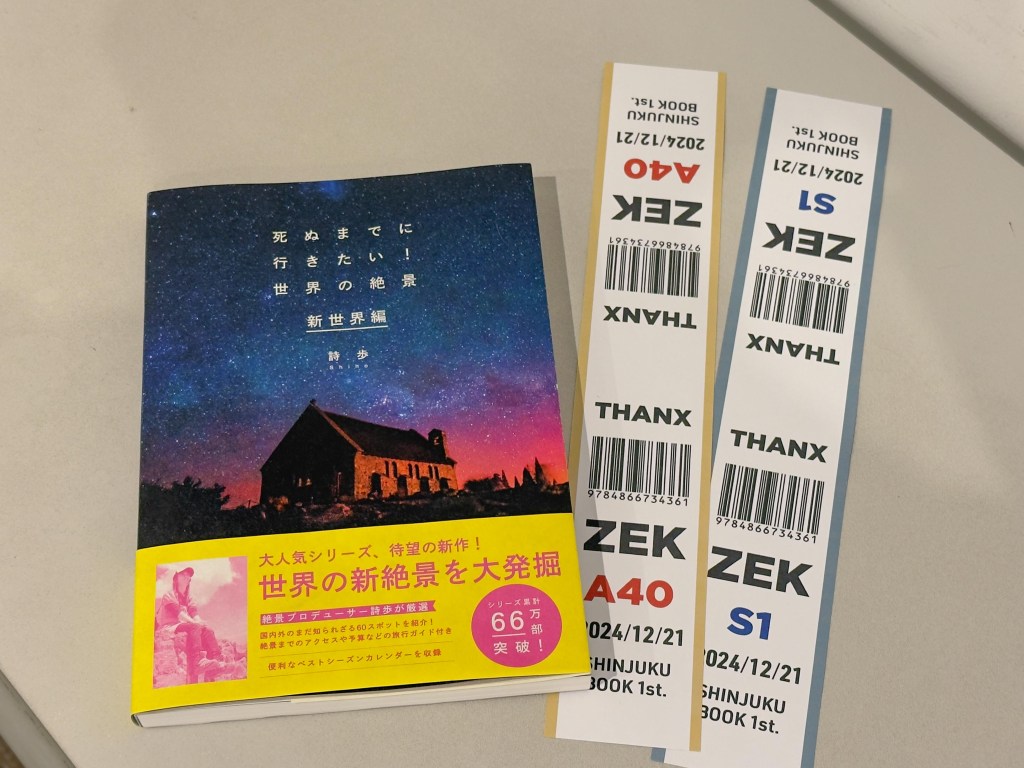 死ぬまでに
行きたい！
世界の絶景
新世界編
詩歩
大人気シリーズ、待望の新作！
世界の新絶景を大発掘
絶景プロデューサー詩歩が厳選
国内外のまだ知られざる60スポットを紹介！
絶景までのアクセスや予算などの旅行ガイド付き
便利なベストシーズンカレンダーを収録
シリーズ累計
66万部
突破！
SHINJUKU
BOOK 1st.
2024/12/21
A40
ZEK
9784866734361
THANX
THANX
9784866734361
ZEK
A40
2024/12/21
SHINJUKU
BOOK 1st.
SHINJUKU
BOOK 1st.
2024/12/21
S1
ZEK
9784866734361
THANX
THANX
9784866734361
ZEK
S1
2024/12/21
SHINJUKU
BOOK 1st.